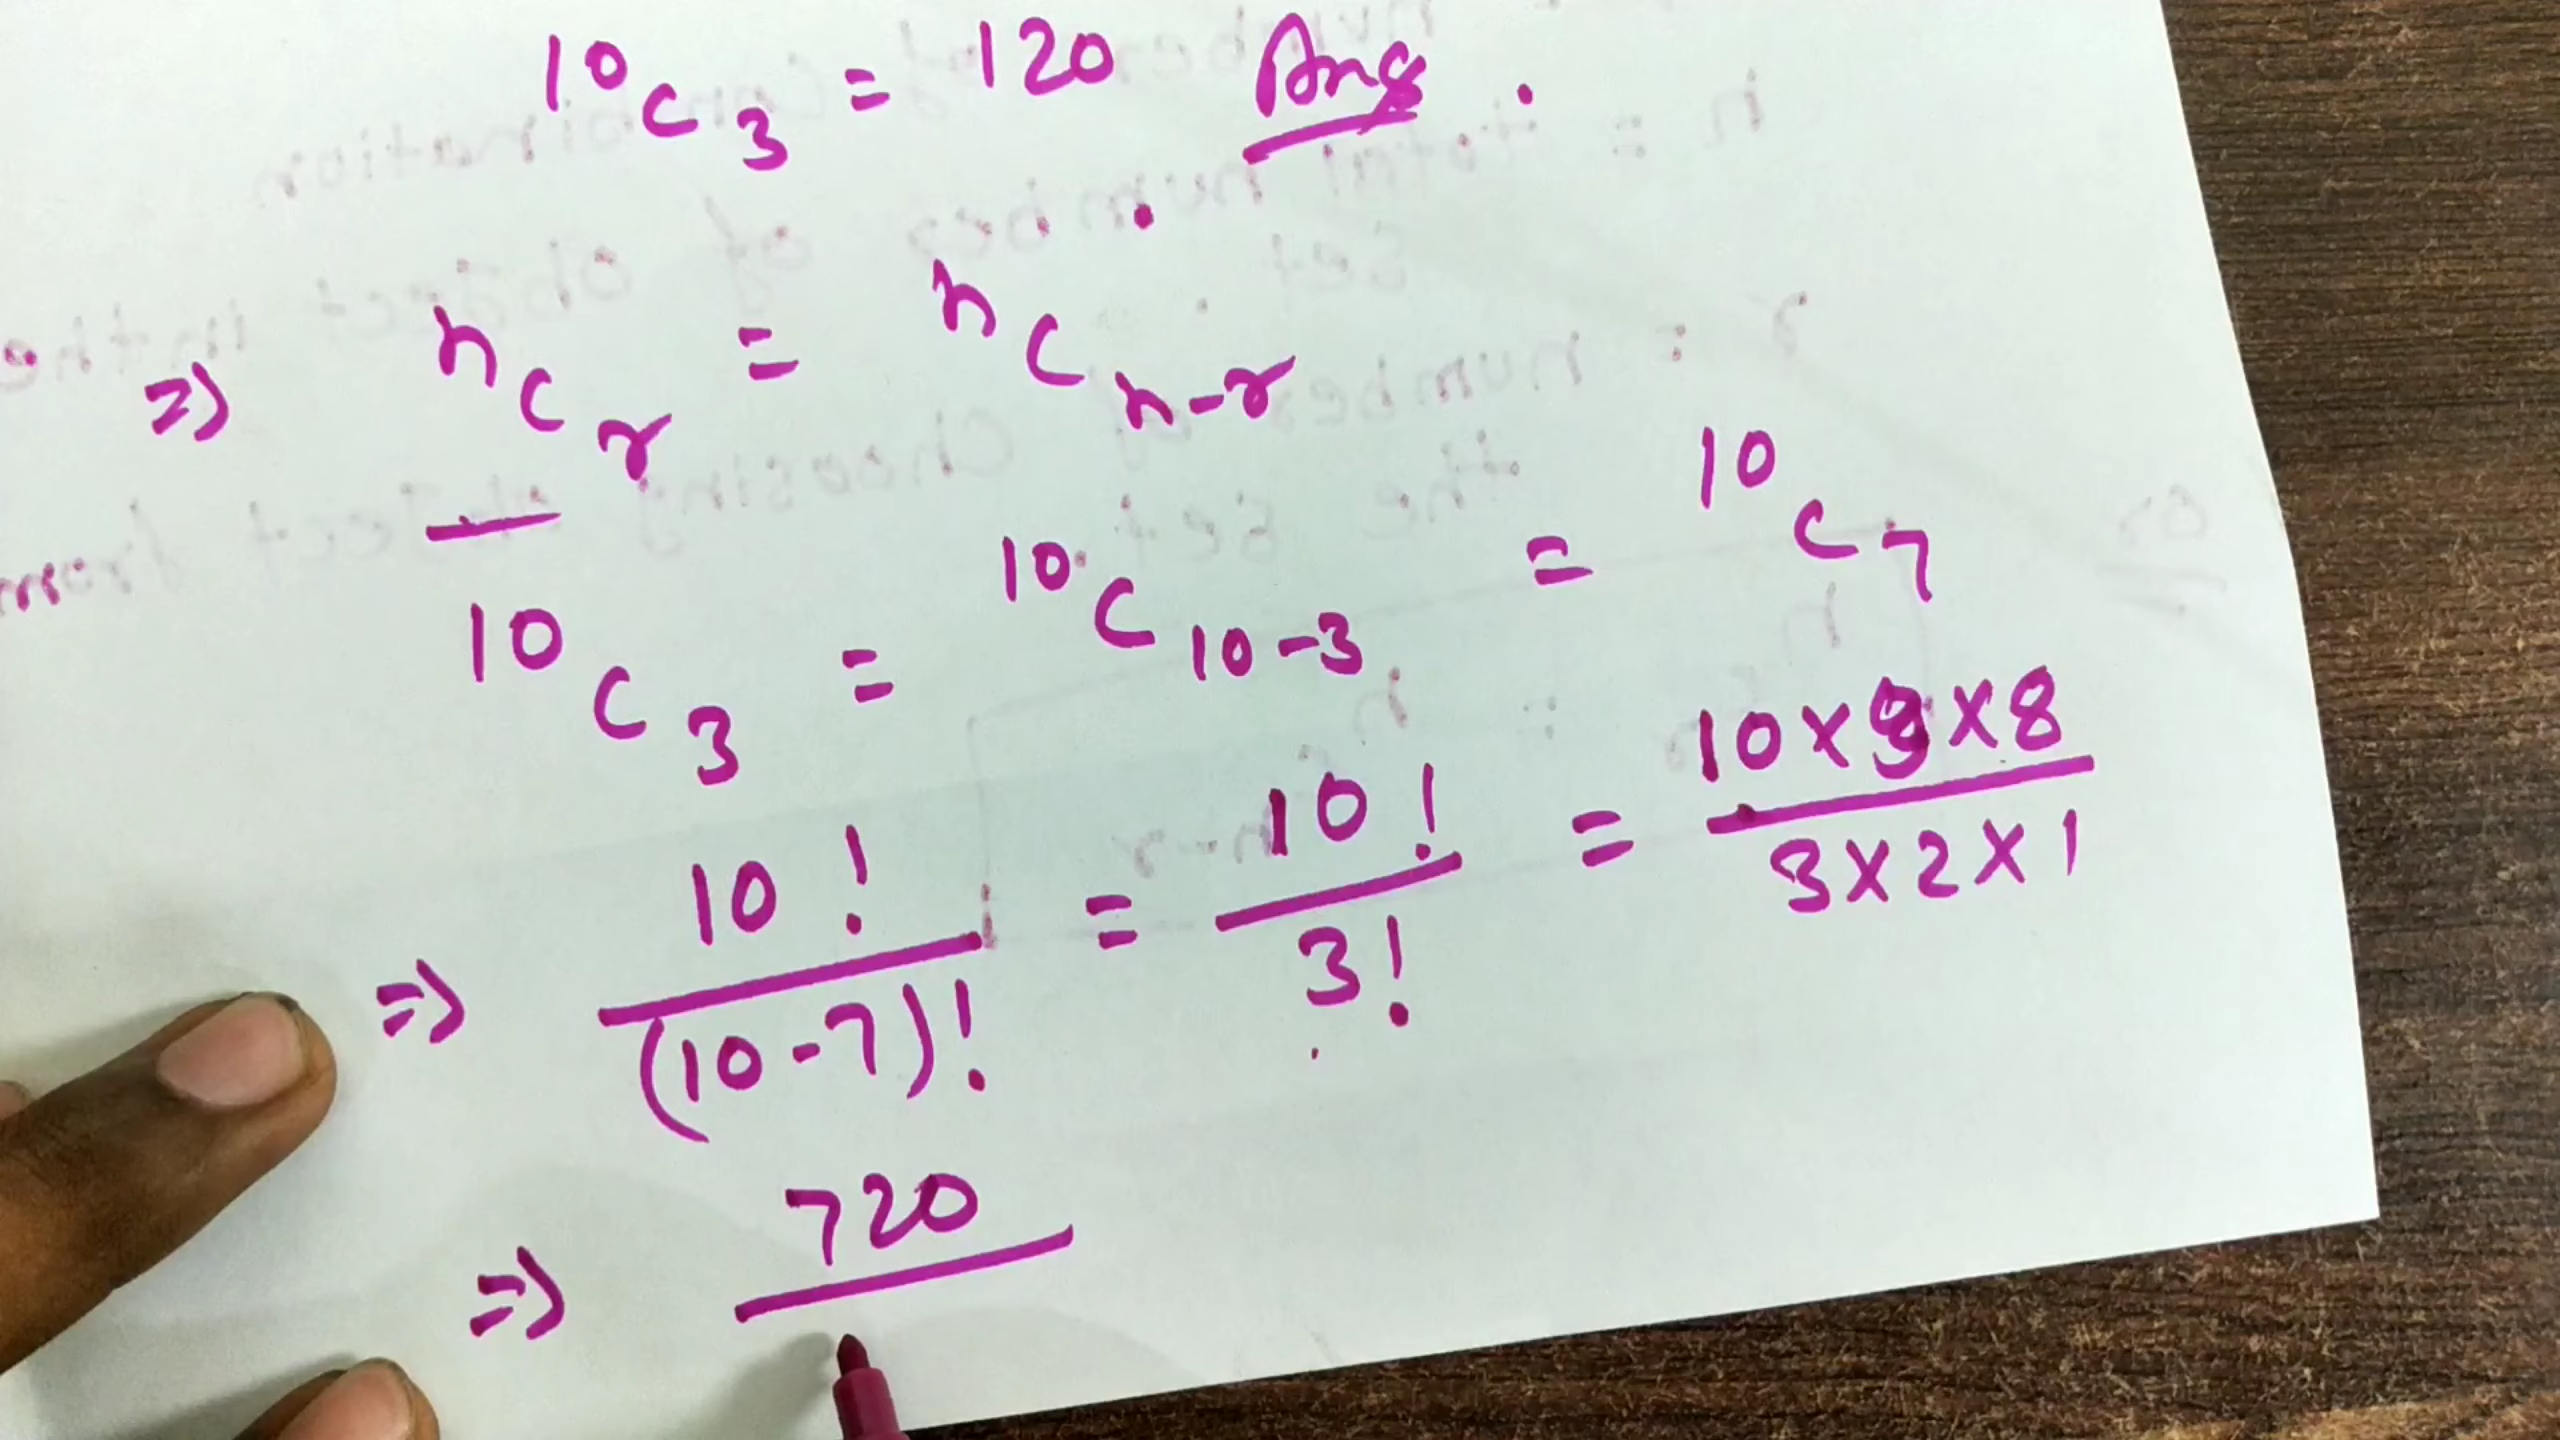 ¹⁰C₃ = 120 Ans.
⇒ ⁿCᵣ = ⁿCₙ₋ᵣ
¹⁰C₃ = ¹⁰C₁₀₋₃ = ¹⁰C₇
⇒ 10!/(10-7)! = 10!/3! = 10×9×8/3×2×1
⇒ 720/